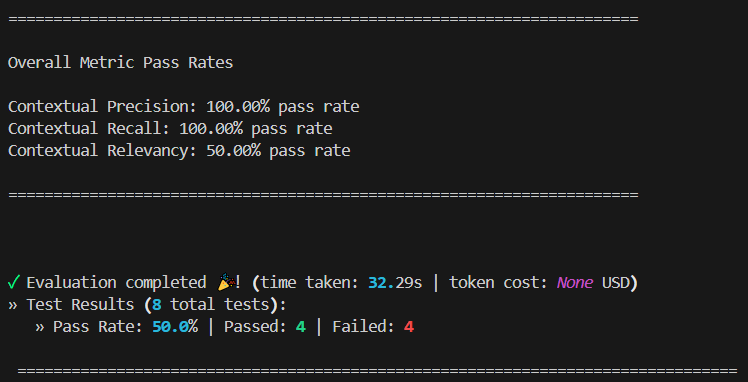 ======================================================================
Overall Metric Pass Rates
Contextual Precision: 100.00% pass rate
Contextual Recall: 100.00% pass rate
Contextual Relevancy: 50.00% pass rate
======================================================================
✓ Evaluation completed 🎉! (time taken: 32.29s | token cost: None USD)
» Test Results (8 total tests):
» Pass Rate: 50.0% | Passed: 4 | Failed: 4
================================================================================